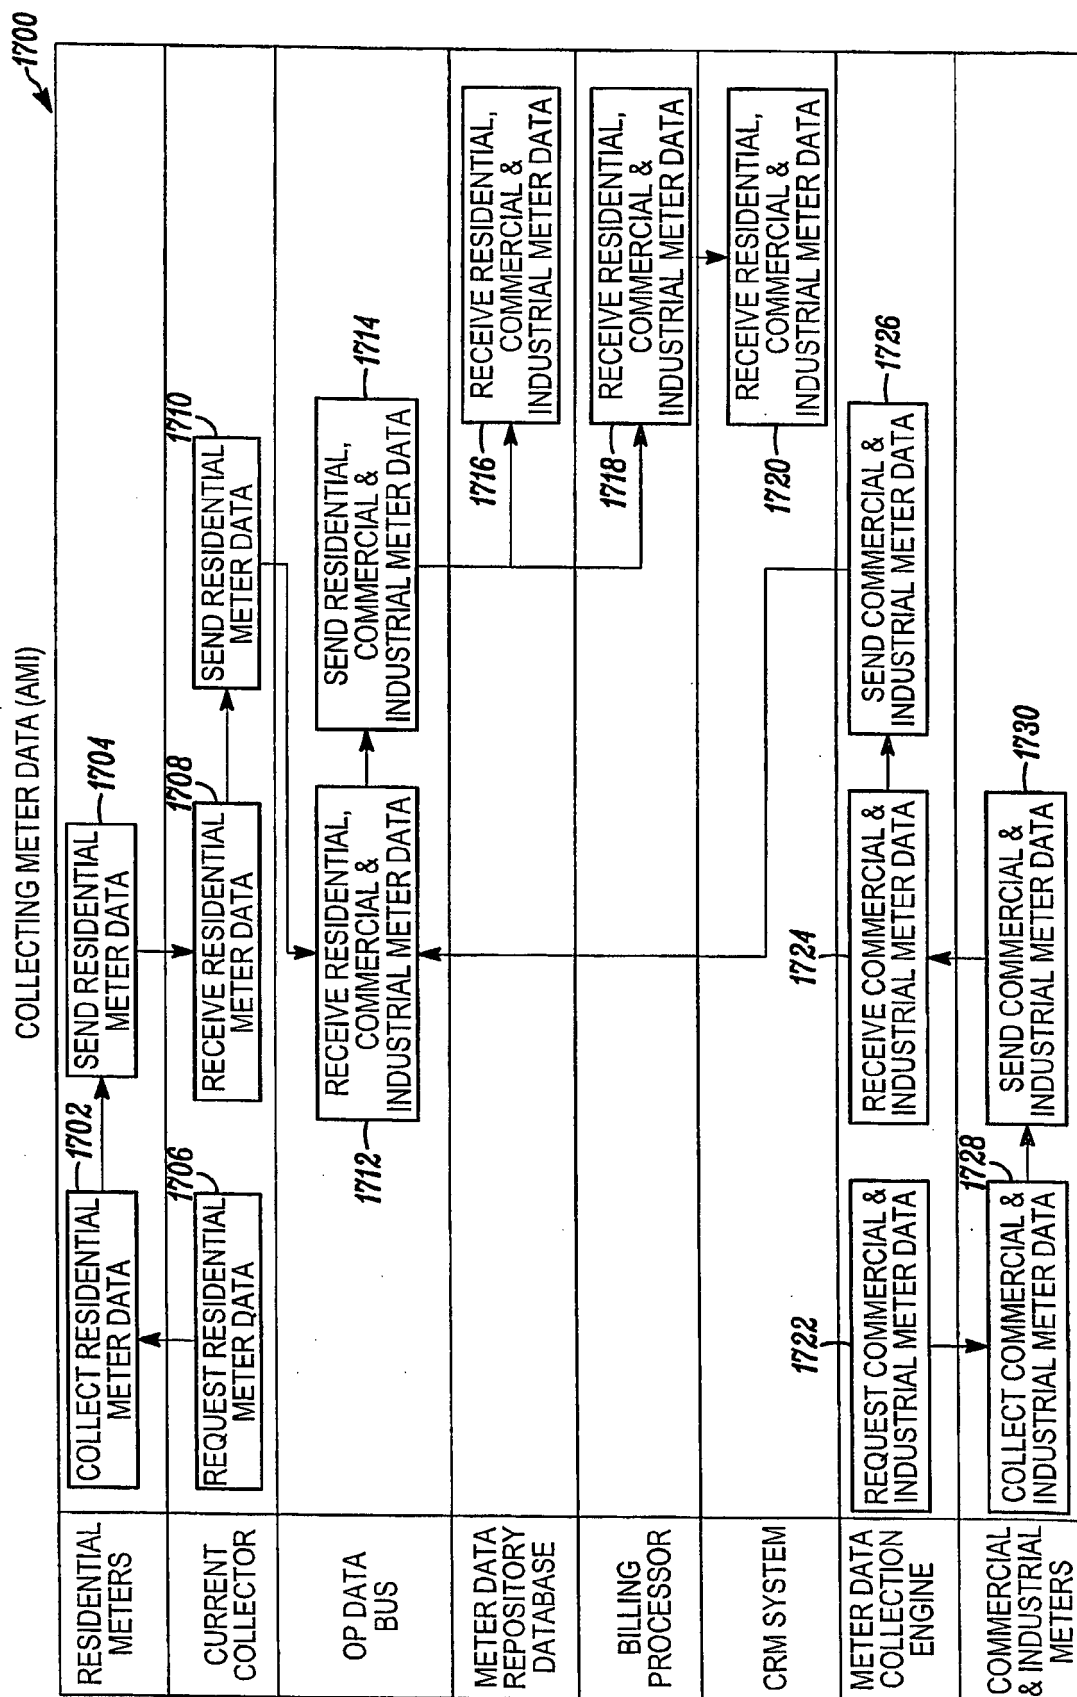 1700
COLLECTING METER DATA (AMI)
RESIDENTIAL
METERS
COLLECT RESIDENTIAL
METER DATA
1702
SEND RESIDENTIAL
METER DATA
1704
CURRENT
COLLECTOR
REQUEST RESIDENTIAL
METER DATA
1706
RECEIVE RESIDENTIAL
METER DATA
1708
SEND RESIDENTIAL
METER DATA
1710
OP DATA
BUS
RECEIVE RESIDENTIAL,
COMMERCIAL &
INDUSTRIAL METER DATA
1712
SEND RESIDENTIAL,
COMMERCIAL &
INDUSTRIAL METER DATA
1714
METER DATA
REPOSITORY
DATABASE
RECEIVE RESIDENTIAL,
COMMERCIAL &
INDUSTRIAL METER DATA
1716
BILLING
PROCESSOR
RECEIVE RESIDENTIAL,
COMMERCIAL &
INDUSTRIAL METER DATA
1718
CRM SYSTEM
RECEIVE RESIDENTIAL,
COMMERCIAL &
INDUSTRIAL METER DATA
1720
METER DATA
COLLECTION
ENGINE
REQUEST COMMERCIAL &
INDUSTRIAL METER DATA
1722
RECEIVE COMMERCIAL &
INDUSTRIAL METER DATA
1724
SEND COMMERCIAL &
INDUSTRIAL METER DATA
1726
COMMERCIAL
& INDUSTRIAL
METERS
COLLECT COMMERCIAL &
INDUSTRIAL METER DATA
1728
SEND COMMERCIAL &
INDUSTRIAL METER DATA
1730